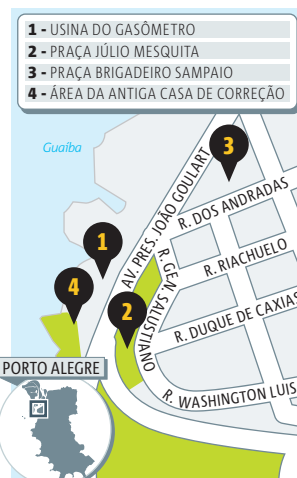 1 - USINA DO GASÔMETRO
2 - PRAÇA JÚLIO MESQUITA
3 - PRAÇA BRIGADEIRO SAMPAIO
4 - ÁREA DA ANTIGA CASA DE CORREÇÃO
Guaiba
3
AV. PRES. JOÃO GOULART
R. DOS ANDRADAS
1
R. GEN. SALUSTIANO
R. RIACHUELO
4
2
R. DUQUE DE CAXIAS
PORTO ALEGRE
R. WASHINGTON LUIS